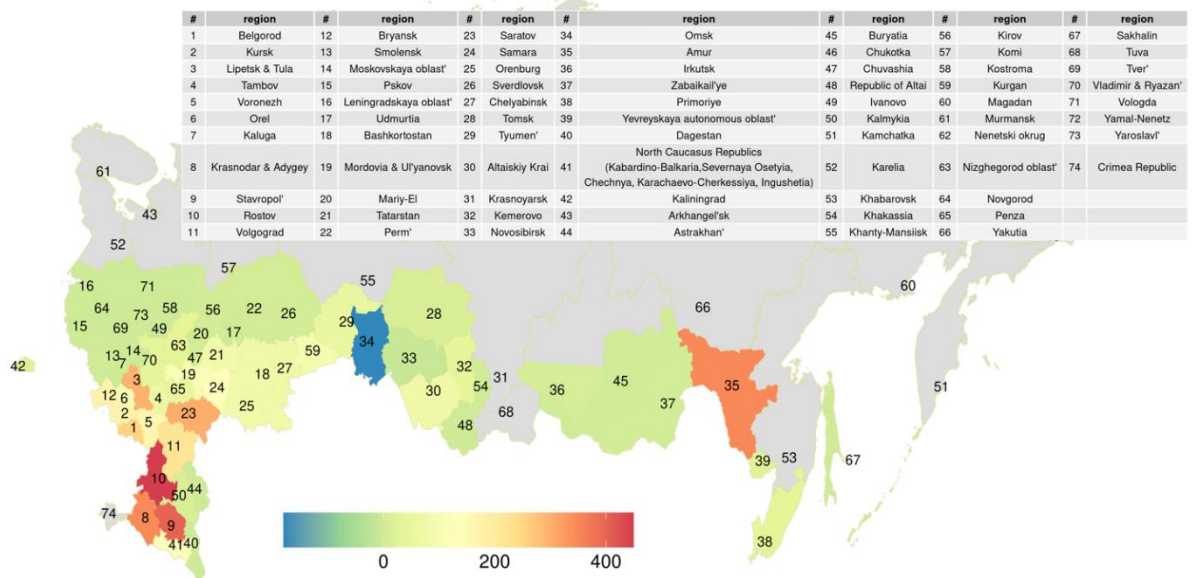 # region # region # region # region # region # region # region
1 Belgorod 12 Bryansk 23 Saratov 34 Omsk 45 Buryatia 56 Kirov 67 Sakhalin
2 Kursk 13 Smolensk 24 Samara 35 Amur 46 Chukotka 57 Komi 68 Tuva
3 Lipetsk & Tula 14 Moskovskaya oblast' 25 Orenburg 36 Irkutsk 47 Chuvashia 58 Kostroma 69 Tver'
4 Tambov 15 Pskov 26 Sverdlovsk 37 Zabaikail'ye 48 Republic of Altai 59 Kurgan 70 Vladimir & Ryazan'
5 Voronezh 16 Leningradskaya oblast' 27 Chelyabinsk 38 Primoriye 49 Ivanovo 60 Magadan 71 Vologda
6 Orel 17 Udmurtia 28 Tomsk 39 Yevreyskaya autonomous oblast' 50 Kalmykia 61 Murmansk 72 Yamal-Nenetz
7 Kaluga 18 Bashkortostan 29 Tyumen' 40 Dagestan 51 Kamchatka 62 Nenetski okrug 73 Yaroslavl'
8 Krasnodar & Adygey 19 Mordovia & Ul'yanovsk 30 Altaiskiy Krai 41 North Caucasus Republics
(Kabardino-Balkaria,Severnaya Osetyia,
Chechnya, Karachaevo-Cherkessiya, Ingushetia) 52 Karelia 63 Nizhghegorod oblast' 74 Crimea Republic
9 Stavropol' 20 Mariy-El 31 Krasnoyarsk 42 Kaliningrad 53 Khabarovsk 64 Novgorod
10 Rostov 21 Tatarstan 32 Kemerovo 43 Arkhangel'sk 54 Khakassia 65 Penza
11 Volgograd 22 Perm' 33 Novosibirsk 44 Astrakhan' 55 Khanty-Mansiisk 66 Yakutia
61
43
52
57
55
60
16 71
66
64 73 58 56 22 26 28
15 69 49 20 17 29
34
63
42 13 14 7 70 47 21 59 33
3 19 18 27 32 31
12 6 4 65 24 54 36 45 35 51
2 23 25 30 68 37
1 5 48
11
39 53 67
10
50 44
74 8 9
41 40 38
0 200 400